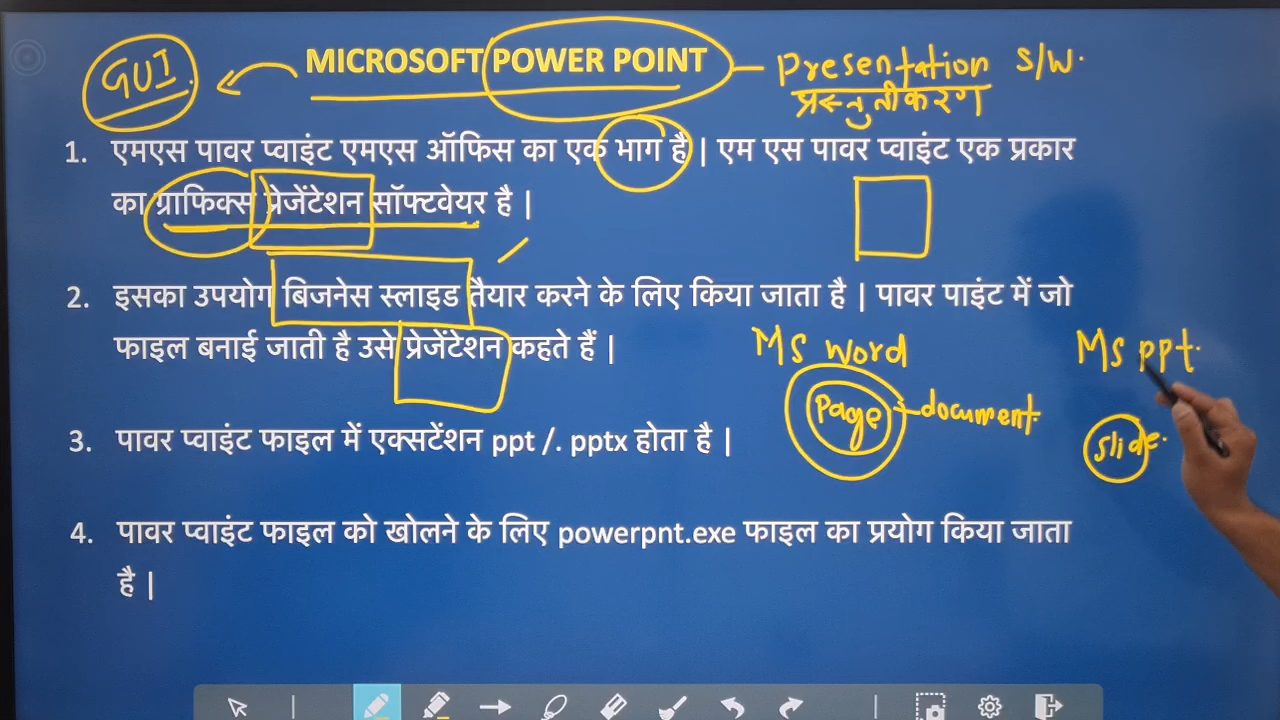 GUI MICROSOFT POWER POINT - Presentation S/W.
प्रस्तुतीकरण
1. एमएस पावर प्वाइंट एमएस ऑफिस का एक भाग है | एम एस पावर प्वाइंट एक प्रकार
का ग्राफिक्स प्रेजेंटेशन सॉफ्टवेयर है |
2. इसका उपयोग बिजनेस स्लाइड तैयार करने के लिए किया जाता है | पावर पाइंट में जो
फाइल बनाई जाती है उसे प्रेजेंटेशन कहते हैं |
MS Word
MS ppt.
Page - document
Slide.
3. पावर प्वाइंट फाइल में एक्सटेंशन ppt /. pptx होता है |
4. पावर प्वाइंट फाइल को खोलने के लिए powerpnt.exe फाइल का प्रयोग किया जाता
है |